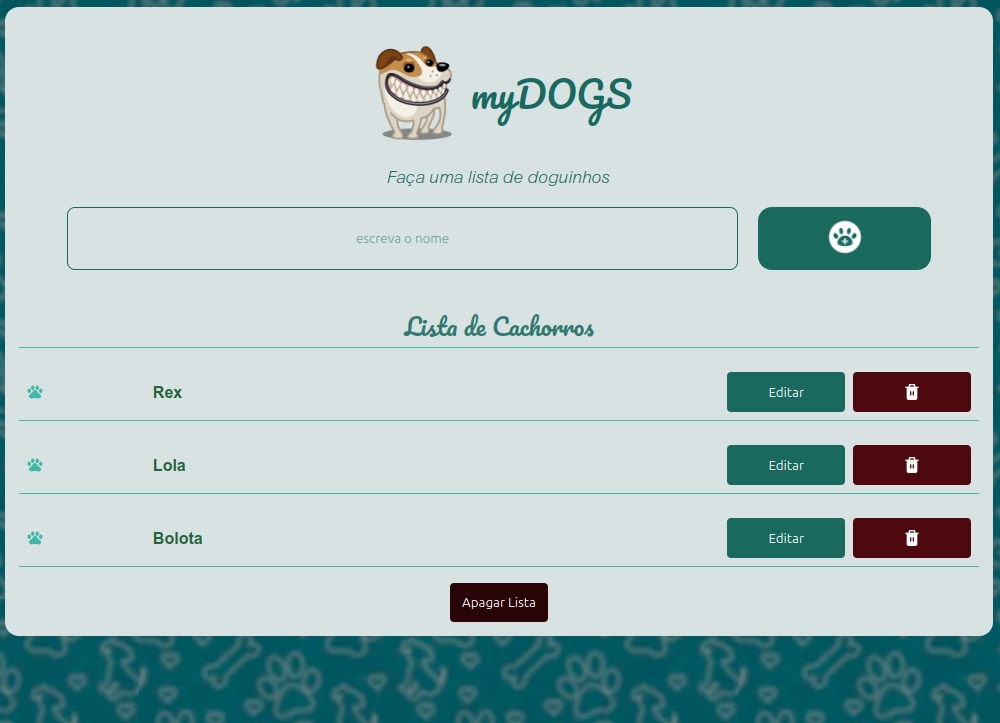 myDOGS
Faça uma lista de doguinhos
escreva o nome
Lista de Cachorros
Rex Editar
Lola Editar
Bolota Editar
Apagar Lista